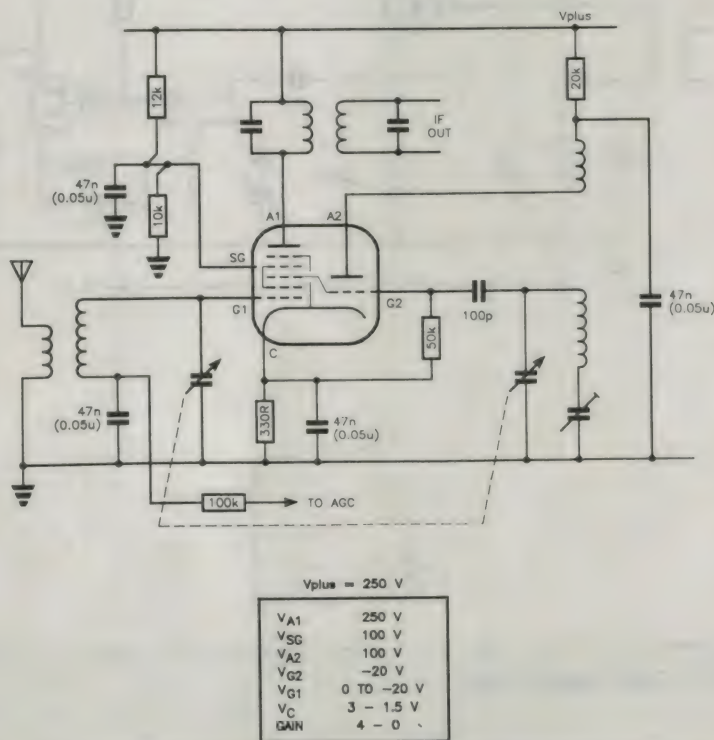 Vplus
12k
20k
IF
OUT
47n
(0.05u)
10k
A1
A2
SG
G1
G2
C
100p
50k
47n
(0.05u)
47n
(0.05u)
330R
47n
(0.05u)
100k
TO AGC
Vplus = 250 V
VA1 250 V
VSG 100 V
VA2 100 V
VG2 -20 V
VG1 0 TO -20 V
VC 3 - 1.5 V
GAIN 4 - 0